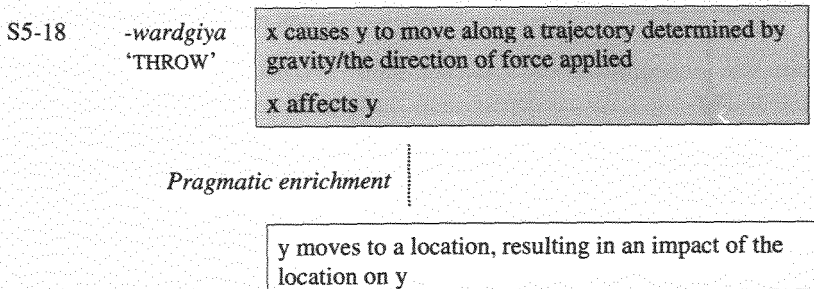 S5-18 -wardgiya x causes y to move along a trajectory determined by
'THROW' gravity/the direction of force applied
x affects y
Pragmatic enrichment
y moves to a location, resulting in an impact of the
location on y